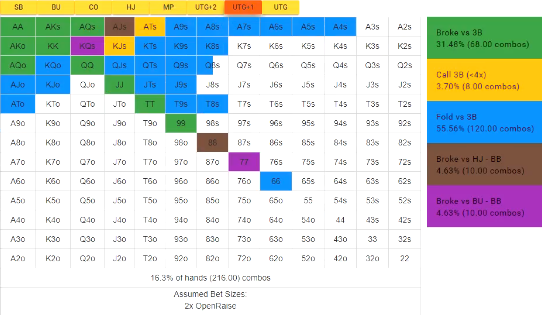 SB BU CO HJ MP UTG+2 UTG+1 UTG
AA AKs AQs AJs ATs A9s A8s A7s A6s A5s A4s A3s A2s
AKo KK KQs KJs KTs K9s K8s K7s K6s K5s K4s K3s K2s
AQo KQo QQ QJs QTs Q9s Q8s Q7s Q6s Q5s Q4s Q3s Q2s
AJo KJo QJo JJ JTs J9s J8s J7s J6s J5s J4s J3s J2s
ATo KTo QTo JTo TT T9s T8s T7s T6s T5s T4s T3s T2s
A9o K9o Q9o J9o T9o 99 98s 97s 96s 95s 94s 93s 92s
A8o K8o Q8o J8o T8o 98o 88 87s 86s 85s 84s 83s 82s
A7o K7o Q7o J7o T7o 97o 87o 77 76s 75s 74s 73s 72s
A6o K6o Q6o J6o T6o 96o 86o 76o 66 65s 64s 63s 62s
A5o K5o Q5o J5o T5o 95o 85o 75o 65o 55 54s 53s 52s
A4o K4o Q4o J4o T4o 94o 84o 74o 64o 54o 44 43s 42s
A3o K3o Q3o J3o T3o 93o 83o 73o 63o 53o 43o 33 32s
A2o K2o Q2o J2o T2o 92o 82o 72o 62o 52o 42o 32o 22
16.3% of hands (216.00) combos
Assumed Bet Sizes:
2x OpenRaise
Broke vs 3B
31.48% (68.00 combos)
Call 3B (<4x)
3.70% (8.00 combos)
Fold vs 3B
55.56% (120.00 combos)
Broke vs HJ - BB
4.63% (10.00 combos)
Broke vs BU - BB
4.63% (10.00 combos)